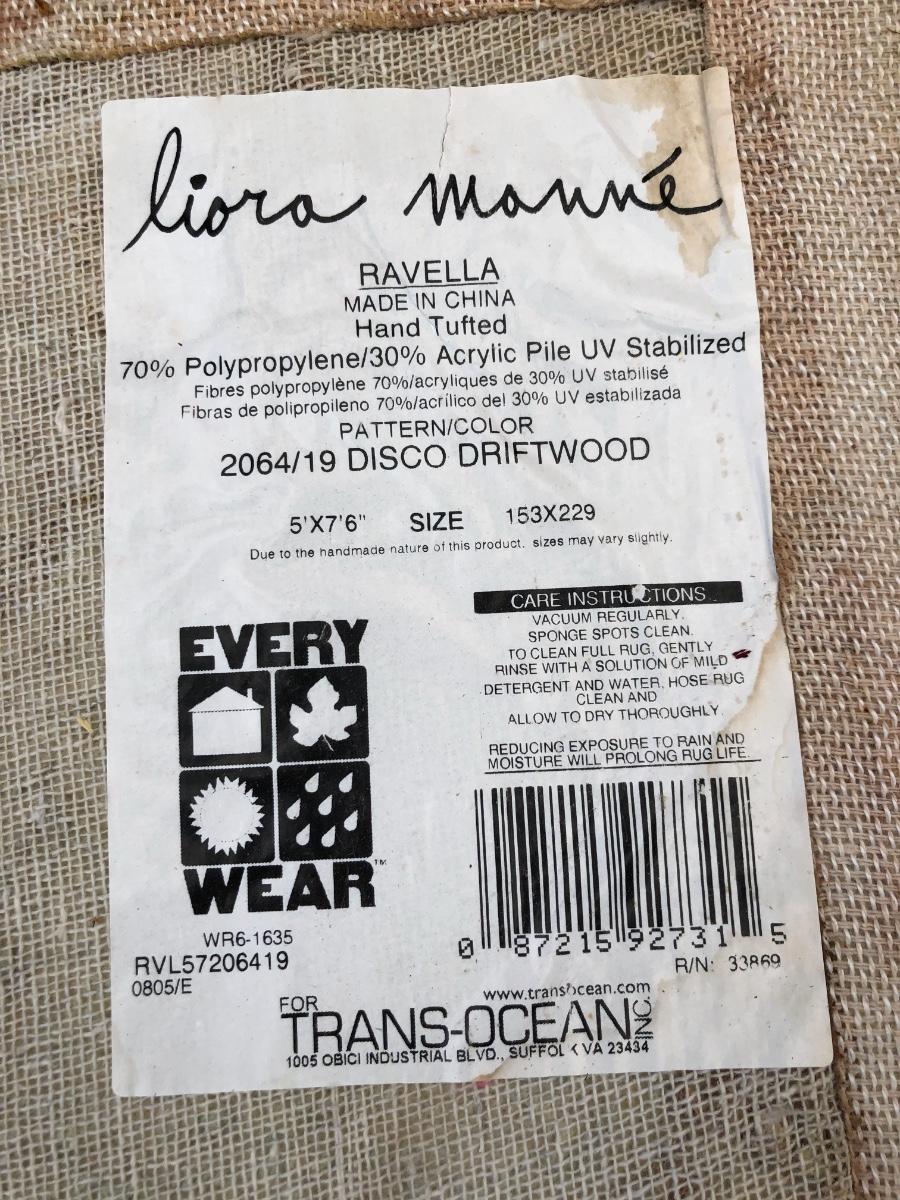 liora manné
RAVELLA
MADE IN CHINA
Hand Tufted
70% Polypropylene/30% Acrylic Pile UV Stabilized
Fibres polypropylène 70%/acryliques de 30% UV stabilisé
Fibras de polipropileno 70%/acrílico del 30% UV estabilizada
PATTERN/COLOR
2064/19 DISCO DRIFTWOOD
5'X7'6" SIZE 153X229
Due to the handmade nature of this product. sizes may vary slightly.
EVERY
WEAR™
WR6-1635
RVL57206419
0805/E
CARE INSTRUCTIONS
VACUUM REGULARLY.
SPONGE SPOTS CLEAN.
TO CLEAN FULL RUG, GENTLY
RINSE WITH A SOLUTION OF MILD
DETERGENT AND WATER, HOSE RUG
CLEAN AND
ALLOW TO DRY THOROUGHLY
REDUCING EXPOSURE TO RAIN AND
MOISTURE WILL PROLONG RUG LIFE.
0 87215 92731 5
R/N: 33869
www.transocean.com
FOR
TRANS-OCEAN INC
1005 OBICI INDUSTRIAL BLVD., SUFFOLK VA 23434